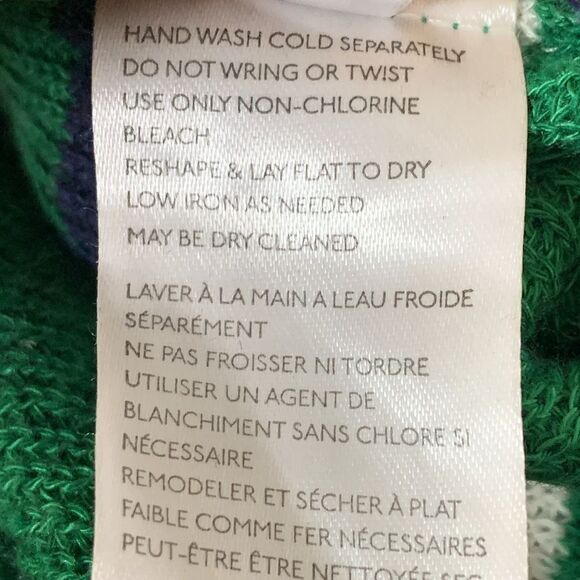 HAND WASH COLD SEPARATELY
DO NOT WRING OR TWIST
USE ONLY NON-CHLORINE
BLEACH
RESHAPE & LAY FLAT TO DRY
LOW IRON AS NEEDED
MAY BE DRY CLEANED
LAVER À LA MAIN A LEAU FROIDE
SÉPARÉMENT
NE PAS FROISSER NI TORDRE
UTILISER UN AGENT DE
BLANCHIMENT SANS CHLORE SI
NÉCESSAIRE
REMODELER ET SÉCHER À PLAT
FAIBLE COMME FER NÉCESSAIRES
PEUT-ÊTRE ÊTRE NETTOYÉE SEC